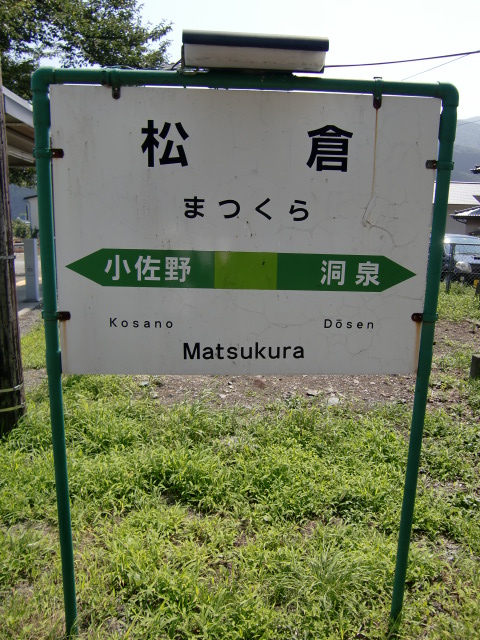 松倉
まつくら
小佐野 洞泉
Kosano Dōsen
Matsukura